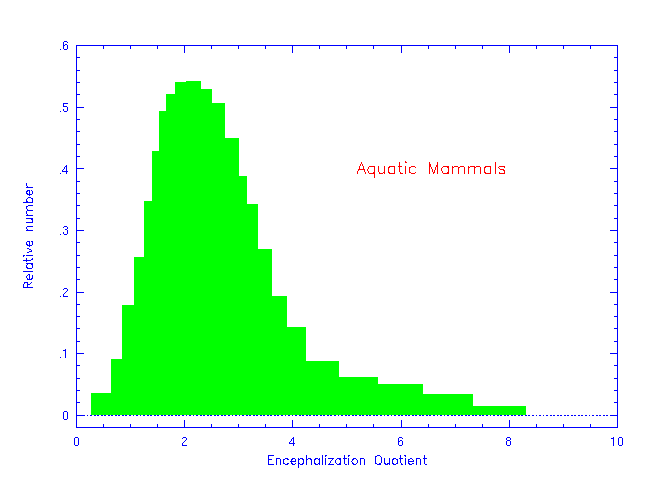 .6
.5
Aquatic Mammals
.4
.3
.2
.1
0
Relative number
0 2 4 6 8 10
Encephalization Quotient